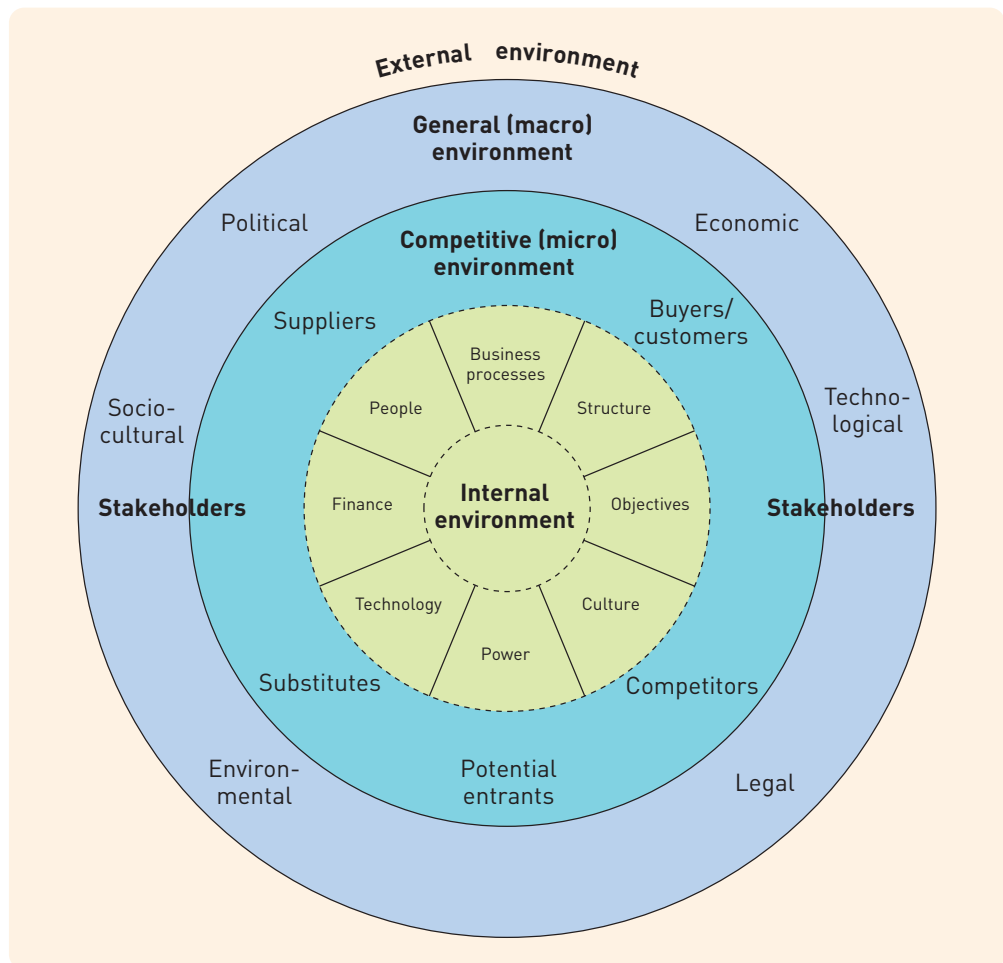 External environment
General (macro)
environment
Political
Economic
Competitive (micro)
environment
Suppliers
Buyers/
customers
Business
processes
People
Structure
Socio-
cultural
Techno-
logical
Stakeholders
Finance
Internal
environment
Objectives
Stakeholders
Technology
Culture
Power
Substitutes
Competitors
Environ-
mental
Potential
entrants
Legal